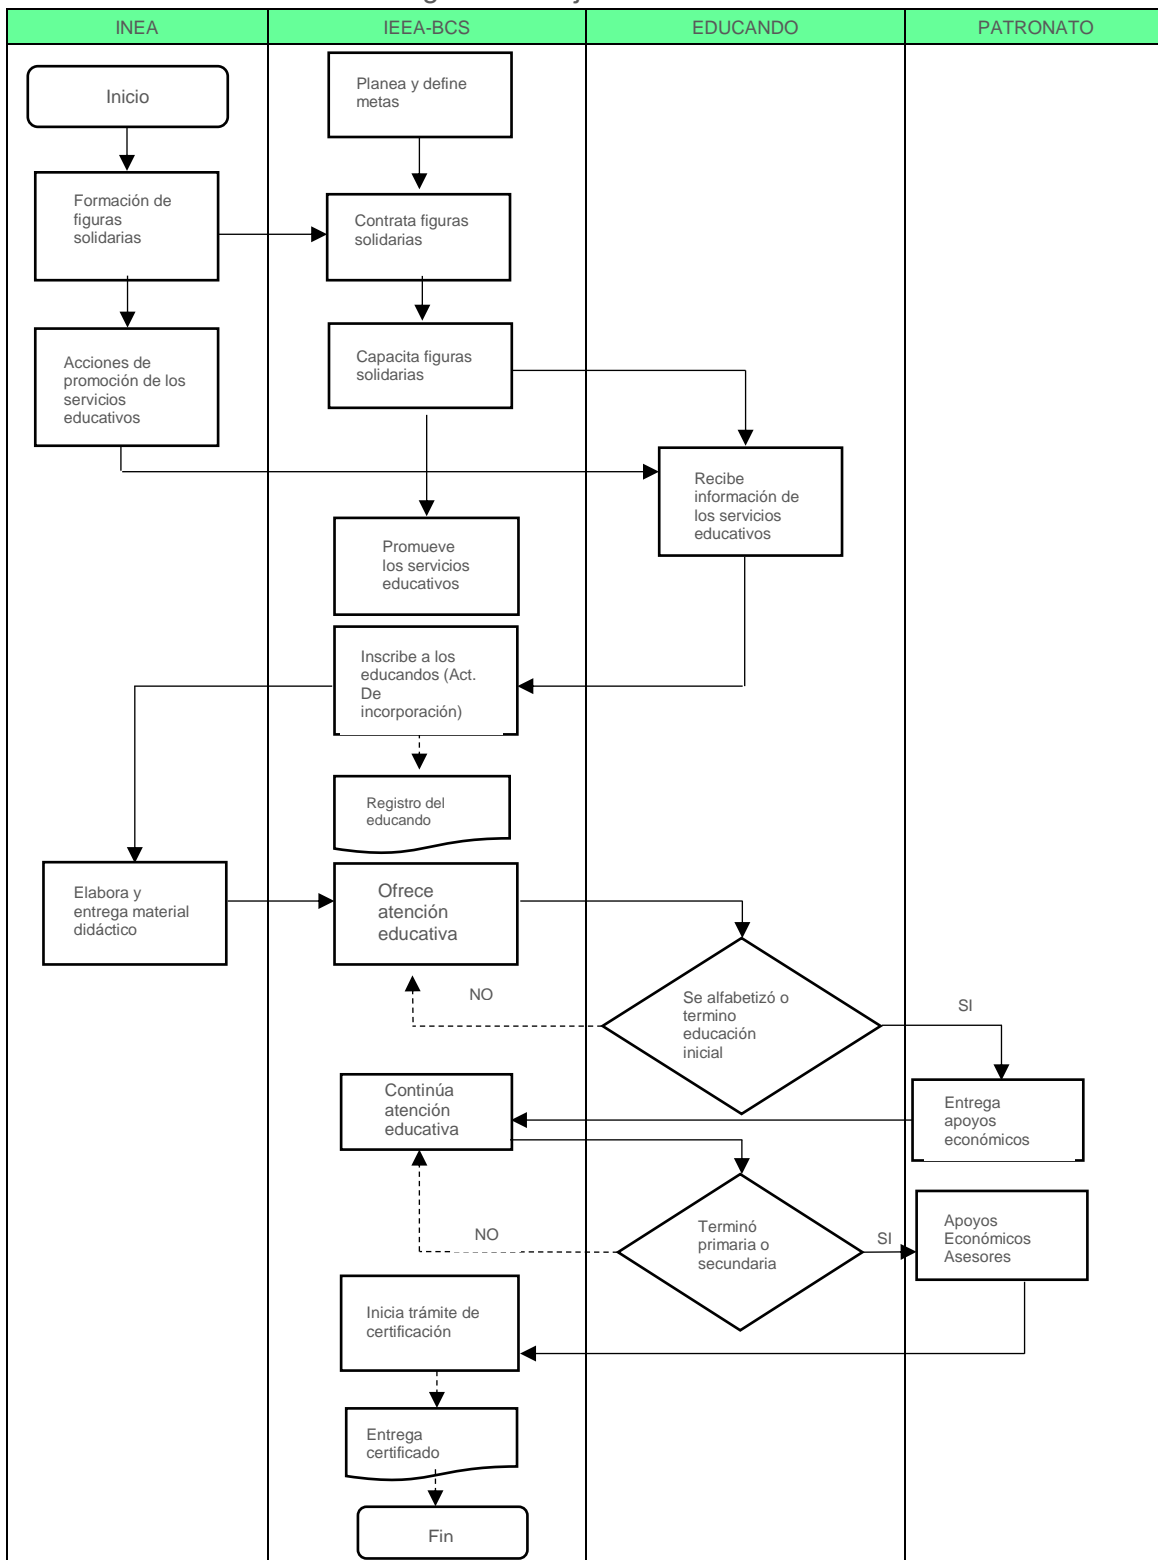 INEA
IEEA-BCS
EDUCANDO
PATRONATO
Inicio
Planea y define
metas
Formación de
figuras
solidarias
Contrata figuras
solidarias
Acciones de
promoción de los
servicios
educativos
Capacita figuras
solidarias
Recibe
información de
los servicios
educativos
Promueve
los servicios
educativos
Inscribe a los
educandos (Act.
De
incorporación)
Registro del
educando
Elabora y
entrega material
didáctico
Ofrece
atención
educativa
NO
Se alfabetizó o
termino
educación
inicial
SI
Continúa
atención
educativa
Entrega
apoyos
económicos
NO
Terminó
primaria o
secundaria
SI
Apoyos
Económicos
Asesores
Inicia trámite de
certificación
Entrega
certificado
Fin